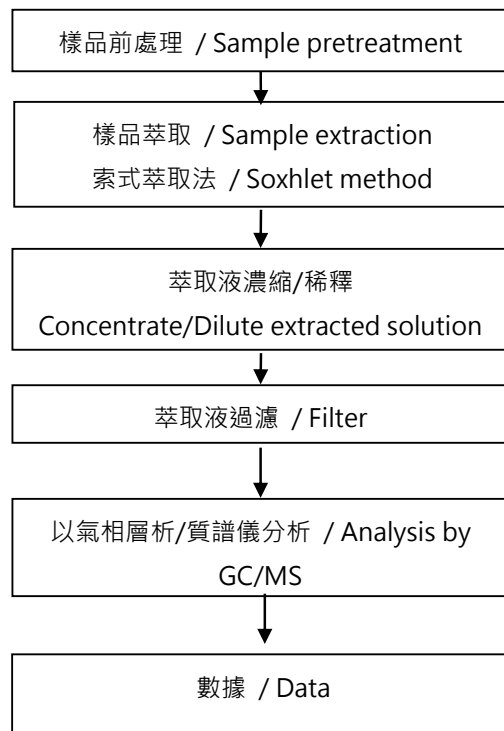 樣品前處理 / Sample pretreatment
樣品萃取 / Sample extraction
索式萃取法 / Soxhlet method
萃取液濃縮/稀釋
Concentrate/Dilute extracted solution
萃取液過濾 / Filter
以氣相層析/質譜儀分析 / Analysis by
GC/MS
數據 / Data